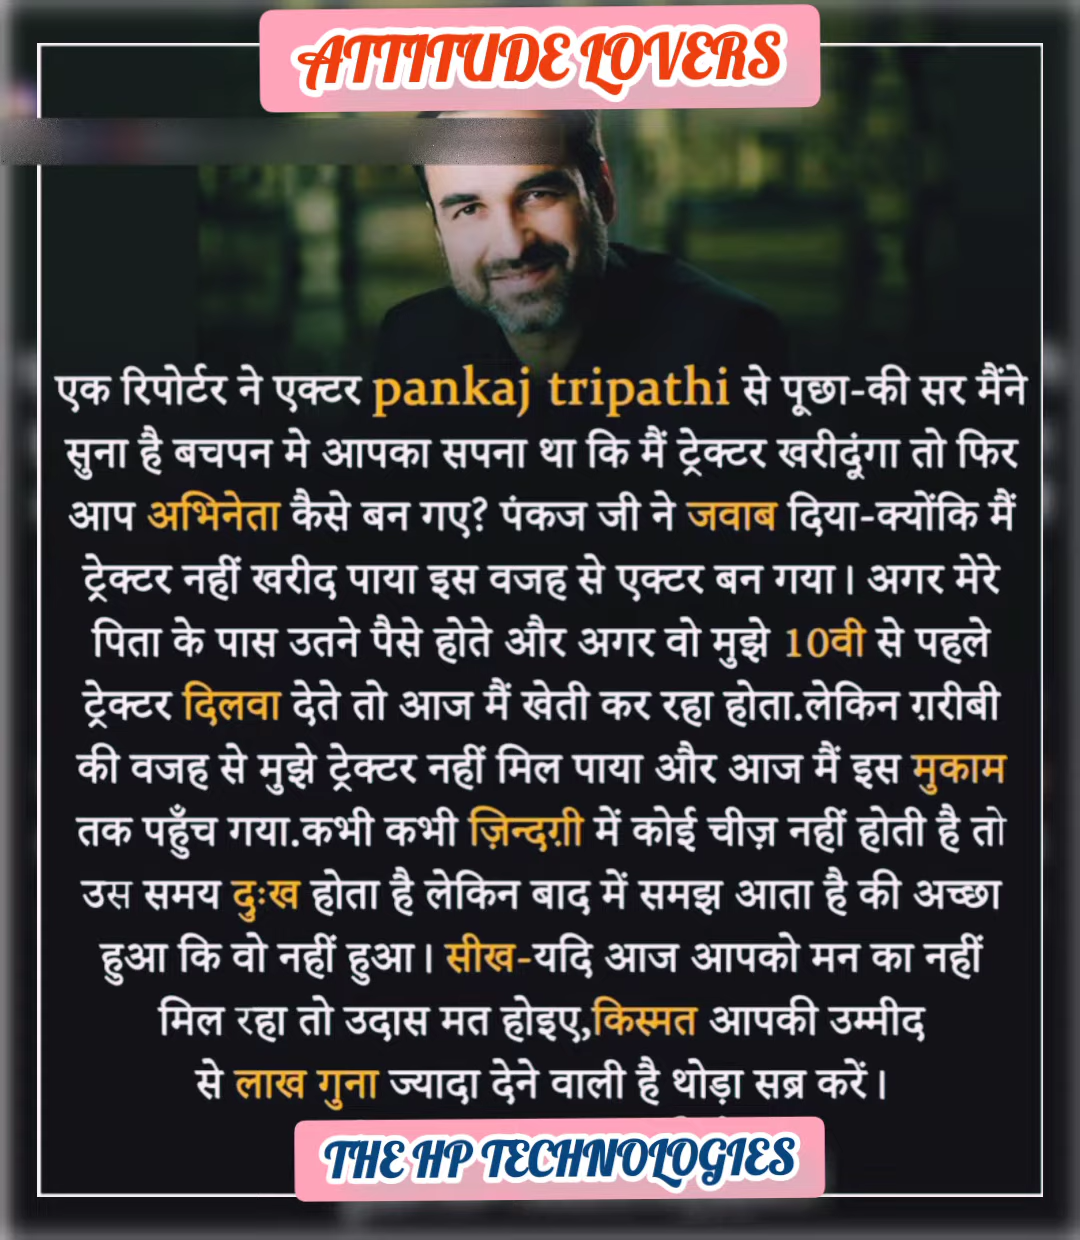 ATTITUDE LOVERS
एक रिपोर्टर ने एक्टर pankaj tripathi से पूछा-की सर मैंने
सुना है बचपन मे आपका सपना था कि मैं ट्रेक्टर खरीदूंगा तो फिर
आप अभिनेता कैसे बन गए? पंकज जी ने जवाब दिया-क्योंकि मैं
ट्रेक्टर नहीं खरीद पाया इस वजह से एक्टर बन गया। अगर मेरे
पिता के पास उतने पैसे होते और अगर वो मुझे 10वी से पहले
ट्रेक्टर दिलवा देते तो आज मैं खेती कर रहा होता.लेकिन ग़रीबी
की वजह से मुझे ट्रेक्टर नहीं मिल पाया और आज मैं इस मुकाम
तक पहुँच गया.कभी कभी ज़िन्दग़ी में कोई चीज़ नहीं होती है तो
उस समय दुःख होता है लेकिन बाद में समझ आता है की अच्छा
हुआ कि वो नहीं हुआ। सीख-यदि आज आपको मन का नहीं
मिल रहा तो उदास मत होइए,किस्मत आपकी उम्मीद
से लाख गुना ज्यादा देने वाली है थोड़ा सब्र करें।
THE HP TECHNOLOGIES